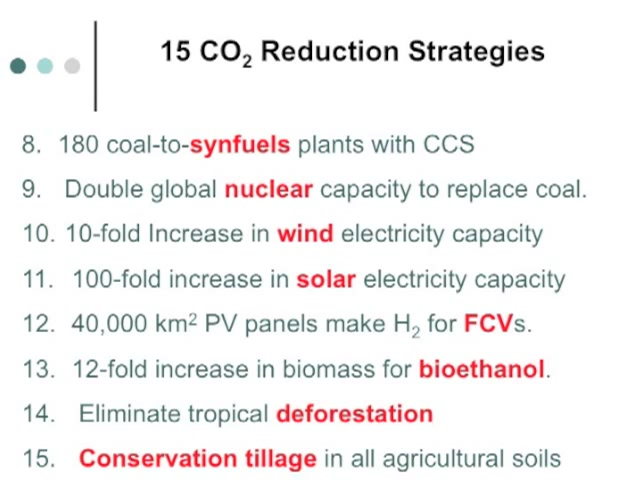 15 CO₂ Reduction Strategies
8. 180 coal-to-synfuels plants with CCS
9. Double global nuclear capacity to replace coal.
10. 10-fold Increase in wind electricity capacity
11. 100-fold increase in solar electricity capacity
12. 40,000 km² PV panels make H₂ for FCVs.
13. 12-fold increase in biomass for bioethanol.
14. Eliminate tropical deforestation
15. Conservation tillage in all agricultural soils